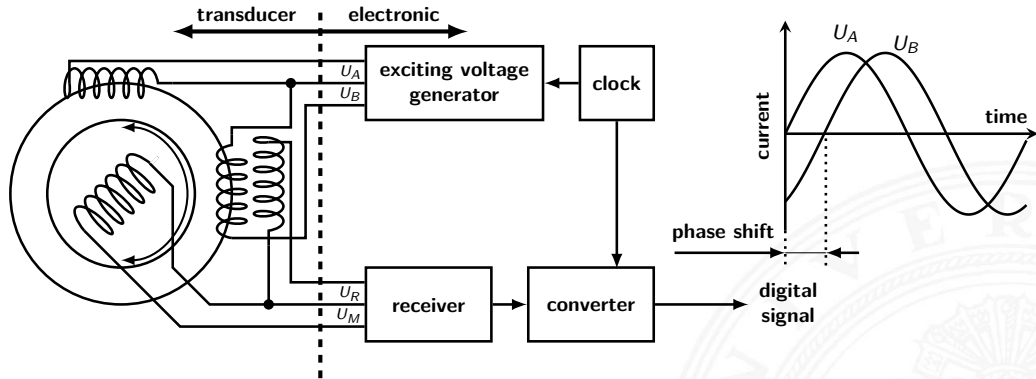 transducer
electronic
U_A
U_B
exciting voltage
generator
clock
U_R
U_M
receiver
converter
digital
signal
U_A
U_B
current
time
phase shift
VER